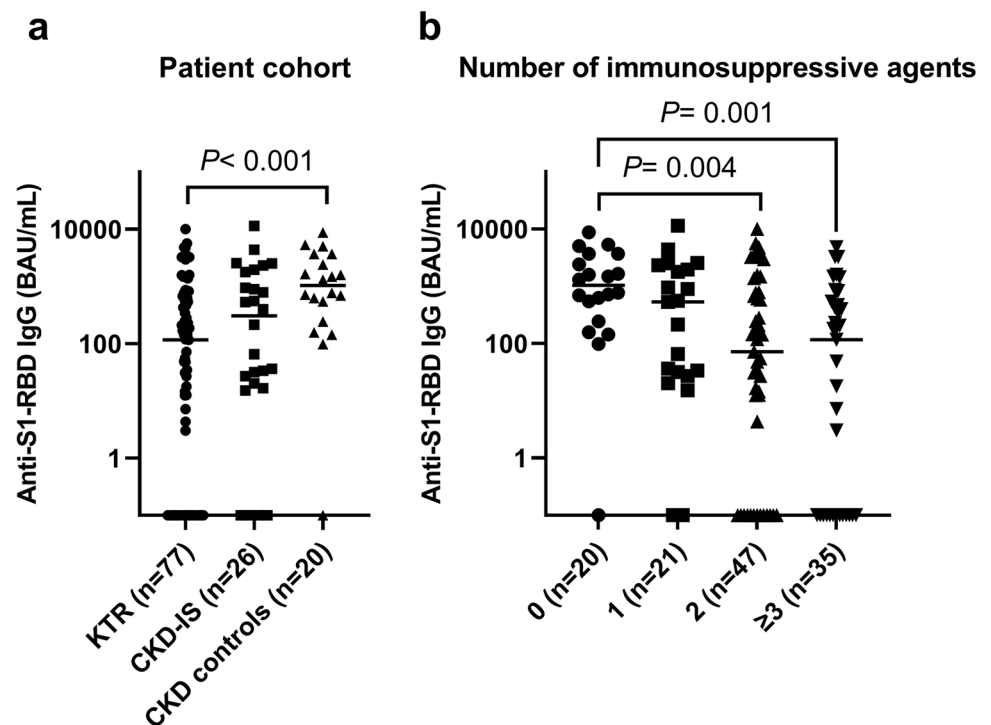 a
Patient cohort
P< 0.001
Anti-S1-RBD IgG (BAU/mL)
10000
100
1
KTR (n=77)
CKD-IS (n=26)
CKD controls (n=20)
b
Number of immunosuppressive agents
P= 0.001
P= 0.004
Anti-S1-RBD IgG (BAU/mL)
10000
100
1
0 (n=20)
1 (n=21)
2 (n=47)
≥3 (n=35)